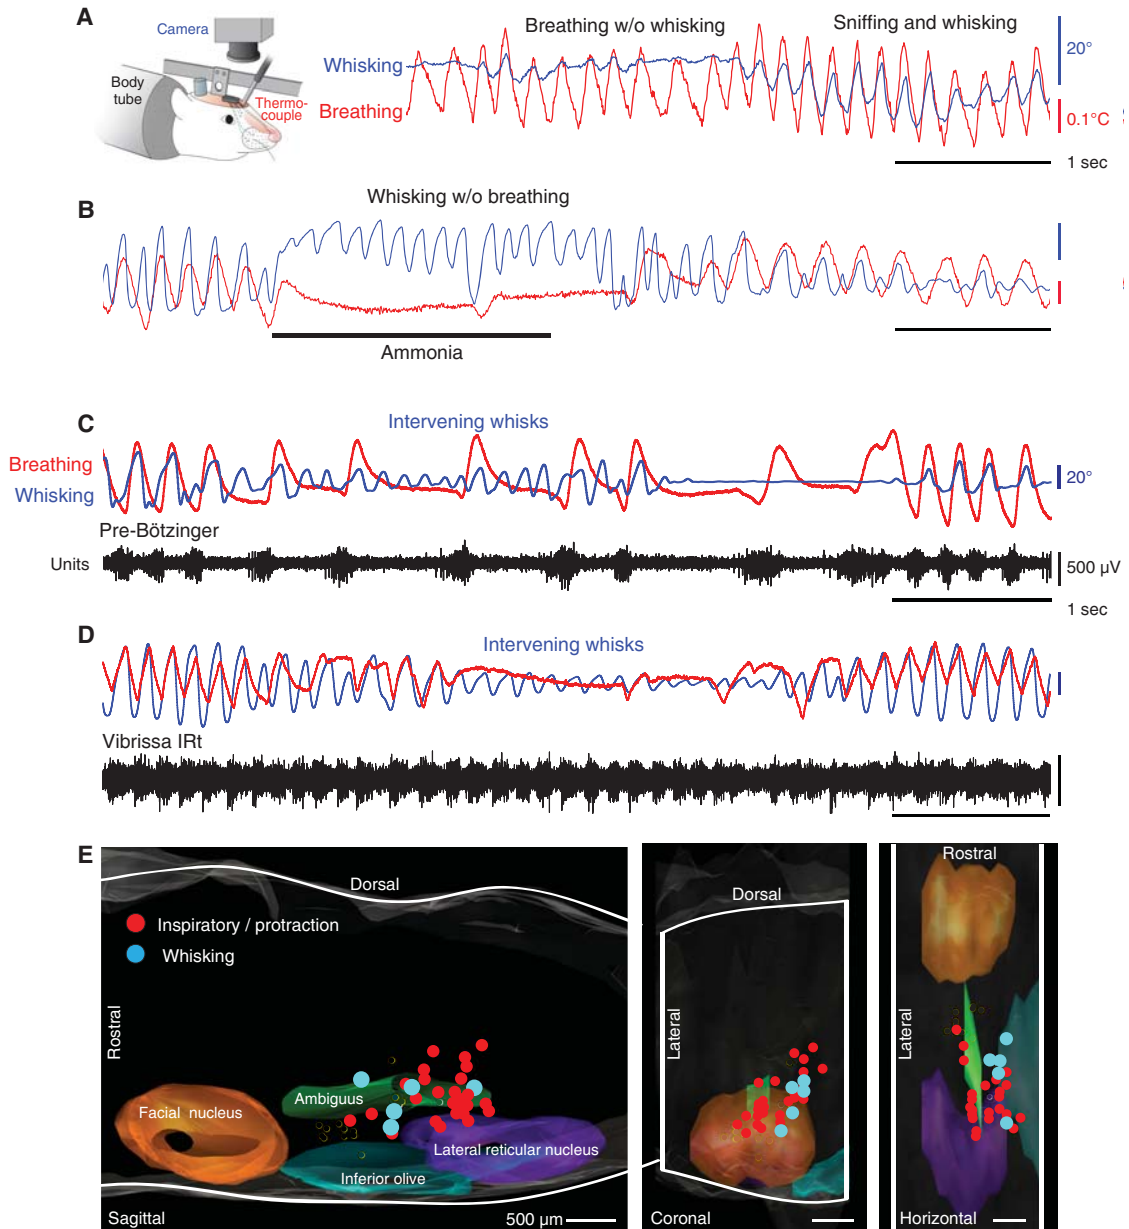 A
Camera
Body
tube
Thermo-
couple
Breathing w/o whisking
Sniffing and whisking
Whisking
Breathing
20°
0.1°C
1 sec
B
Whisking w/o breathing
Ammonia
C
Intervening whisks
Breathing
Whisking
20°
Pre-Bötzinger
Units
500 µV
1 sec
D
Intervening whisks
Vibrissa IRt
E
Dorsal
Inspiratory / protraction
Whisking
Rostral
Ambiguus
Facial nucleus
Lateral reticular nucleus
Inferior olive
Sagittal
500 µm
Dorsal
Lateral
Coronal
Rostral
Lateral
Horizontal